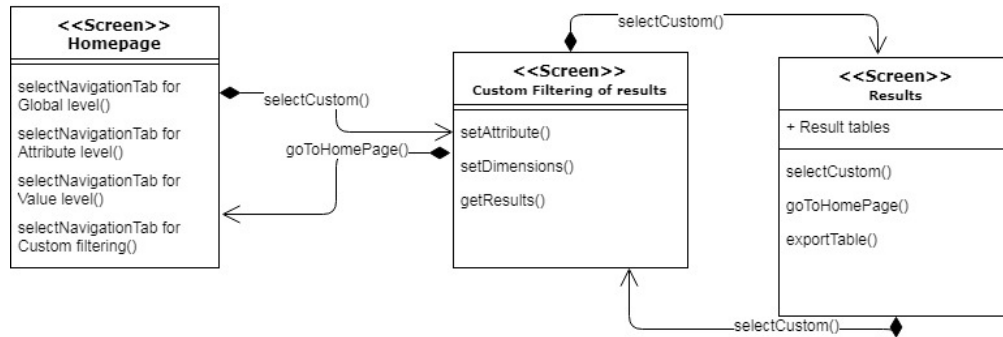 <<Screen>>
Homepage
selectNavigationTab for
Global level()
selectNavigationTab for
Attribute level()
selectNavigationTab for
Value level()
selectNavigationTab for
Custom filtering()
selectCustom()
goToHomePage()
<<Screen>>
Custom Filtering of results
setAttribute()
setDimensions()
getResults()
selectCustom()
<<Screen>>
Results
+ Result tables
selectCustom()
goToHomePage()
exportTable()
selectCustom()